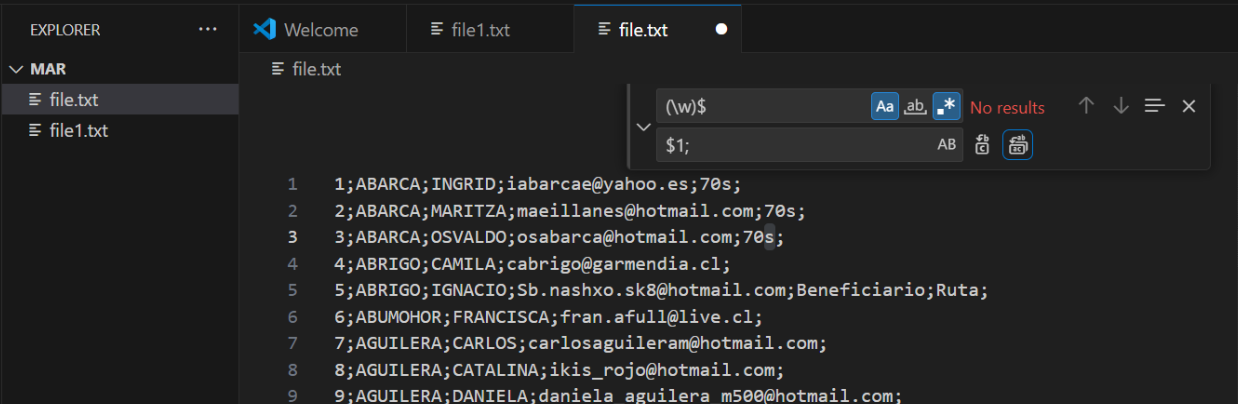 EXPLORER ···
Welcome
file1.txt
file.txt
MAR
file.txt
file.txt
file1.txt
(\w)$ Aa ab .* No results
$1; AB
1 1;ABARCA;INGRID;iabarcae@yahoo.es;70s;
2 2;ABARCA;MARITZA;maeillanes@hotmail.com;70s;
3 3;ABARCA;OSVALDO;osabarca@hotmail.com;70s;
4 4;ABRIGO;CAMILA;cabrigo@garmendia.cl;
5 5;ABRIGO;IGNACIO;Sb.nashxo.sk8@hotmail.com;Beneficiario;Ruta;
6 6;ABUMOHOR;FRANCISCA;fran.afull@live.cl;
7 7;AGUILERA;CARLOS;carlosaguileram@hotmail.com;
8 8;AGUILERA;CATALINA;ikis_rojo@hotmail.com;
9 9;AGUILERA;DANIELA;daniela_aguilera_m500@hotmail.com;